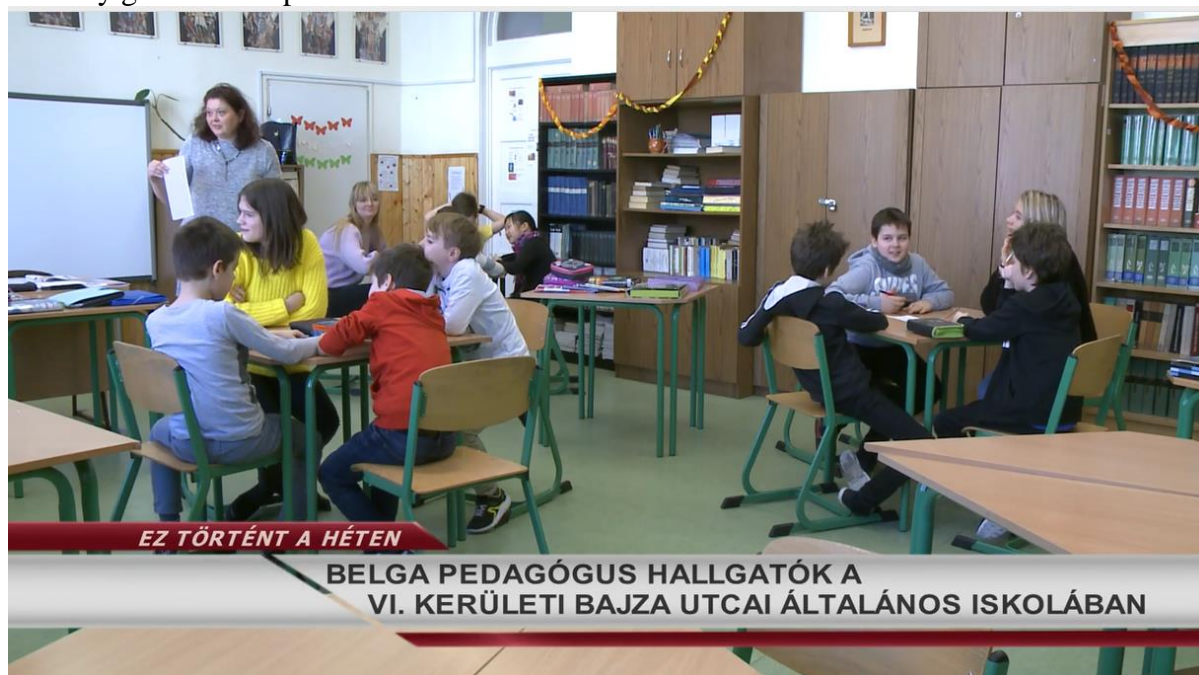 EZ TÖRTÉNT A HÉTEN
BELGA PEDAGÓGUS HALLGATÓK A
VI. KERÜLETI BAJZA UTCAI ÁLTALÁNOS ISKOLÁBAN